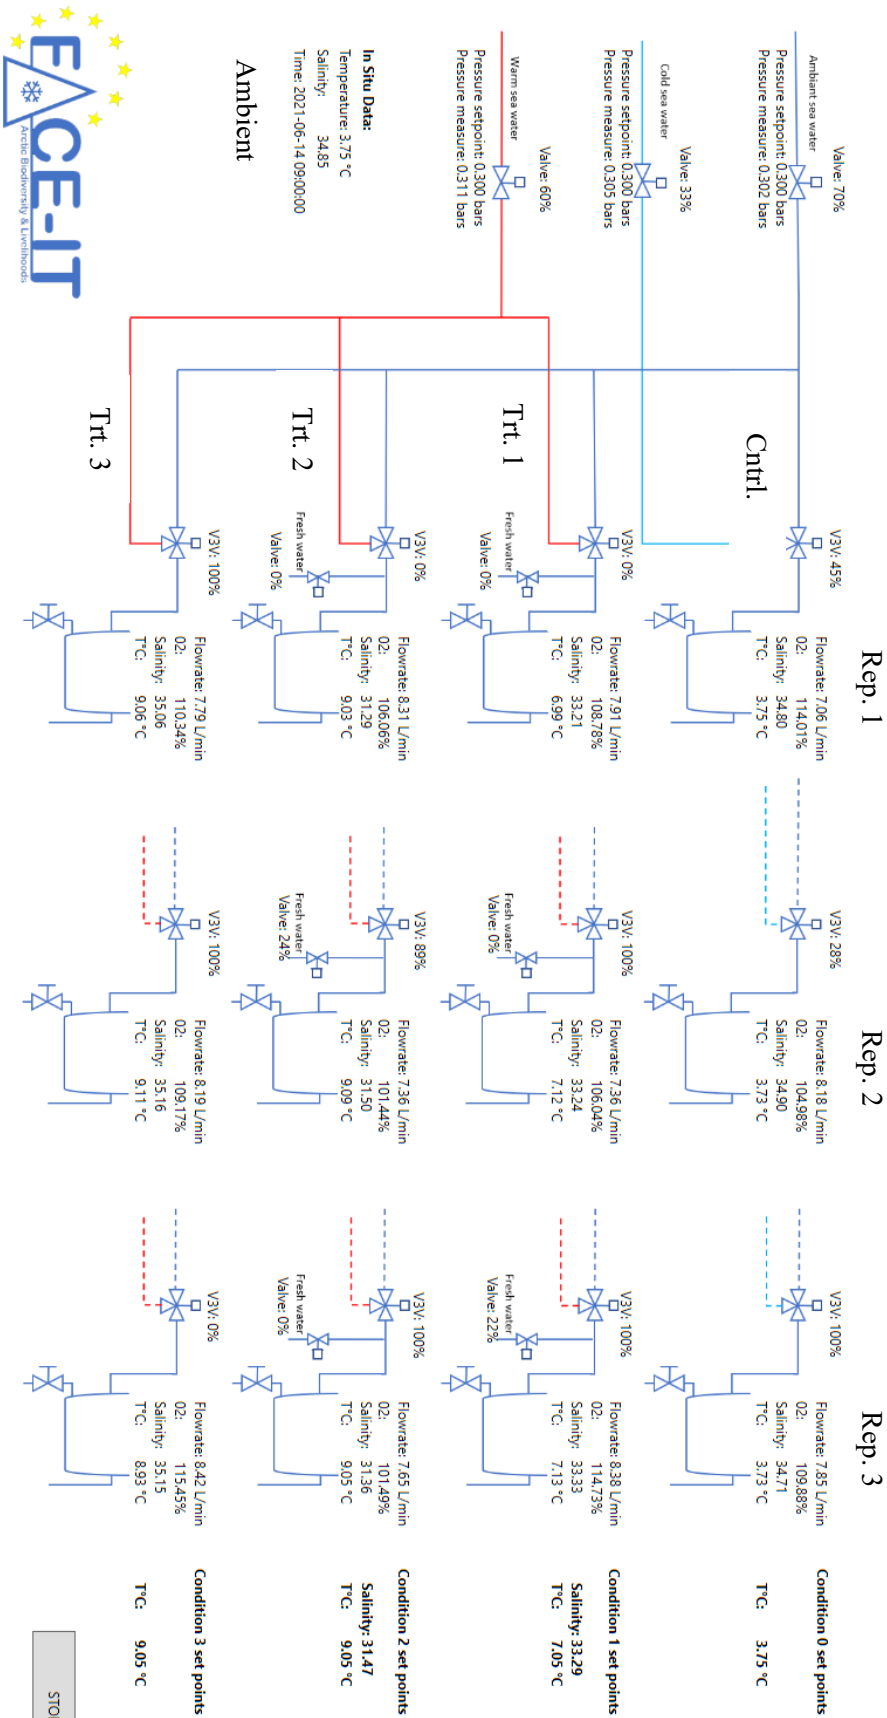 Rep. 1
Rep. 2
Rep. 3
Valve: 70%
Ambiant sea water
Pressure setpoint: 0.300 bars
Pressure measure: 0.302 bars
Cntrl.
V3V: 45%
Flowrate: 7.06 L/min
02: 114.01%
Salinity: 34.80
T°C: 3.75 °C
V3V: 28%
Flowrate: 8.18 L/min
02: 104.98%
Salinity: 34.90
T°C: 3.73 °C
V3V: 100%
Flowrate: 7.85 L/min
02: 109.88%
Salinity: 34.71
T°C: 3.73 °C
Condition 0 set points
T°C: 3.75 °C
Valve: 33%
Cold sea water
Pressure setpoint: 0.300 bars
Pressure measure: 0.305 bars
Trt. 1
V3V: 0%
Fresh water
Valve: 0%
Flowrate: 7.91 L/min
02: 108.78%
Salinity: 33.21
T°C: 6.99 °C
V3V: 100%
Fresh water
Valve: 0%
Flowrate: 7.36 L/min
02: 106.04%
Salinity: 33.24
T°C: 7.12 °C
V3V: 100%
Fresh water
Valve: 22%
Flowrate: 8.38 L/min
02: 114.73%
Salinity: 33.33
T°C: 7.13 °C
Condition 1 set points
Salinity: 33.29
T°C: 7.05 °C
Valve: 60%
Warm sea water
Pressure setpoint: 0.300 bars
Pressure measure: 0.311 bars
Trt. 2
V3V: 0%
Fresh water
Valve: 0%
Flowrate: 8.31 L/min
02: 106.06%
Salinity: 31.29
T°C: 9.03 °C
V3V: 89%
Fresh water
Valve: 24%
Flowrate: 7.36 L/min
02: 101.44%
Salinity: 31.50
T°C: 9.09 °C
V3V: 100%
Fresh water
Valve: 0%
Flowrate: 7.65 L/min
02: 101.49%
Salinity: 31.36
T°C: 9.05 °C
Condition 2 set points
Salinity: 31.47
T°C: 9.05 °C
In Situ Data:
Temperature: 3.75 °C
Salinity: 34.85
Time: 2021-06-14 09:00:00
Ambient
Trt. 3
V3V: 100%
Flowrate: 7.79 L/min
02: 110.34%
Salinity: 35.06
T°C: 9.06 °C
V3V: 100%
Flowrate: 8.19 L/min
02: 109.17%
Salinity: 35.16
T°C: 9.11 °C
V3V: 0%
Flowrate: 8.42 L/min
02: 115.45%
Salinity: 35.15
T°C: 8.93 °C
Condition 3 set points
T°C: 9.05 °C
FACE-IT
Arctic Biodiversity & Livelihoods
STO